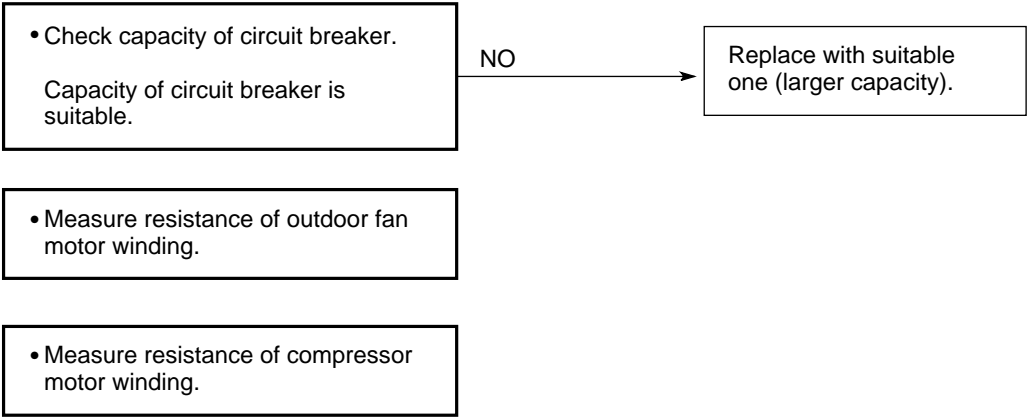 • Check capacity of circuit breaker.
Capacity of circuit breaker is
suitable.
NO
Replace with suitable
one (larger capacity).
• Measure resistance of outdoor fan
motor winding.
• Measure resistance of compressor
motor winding.